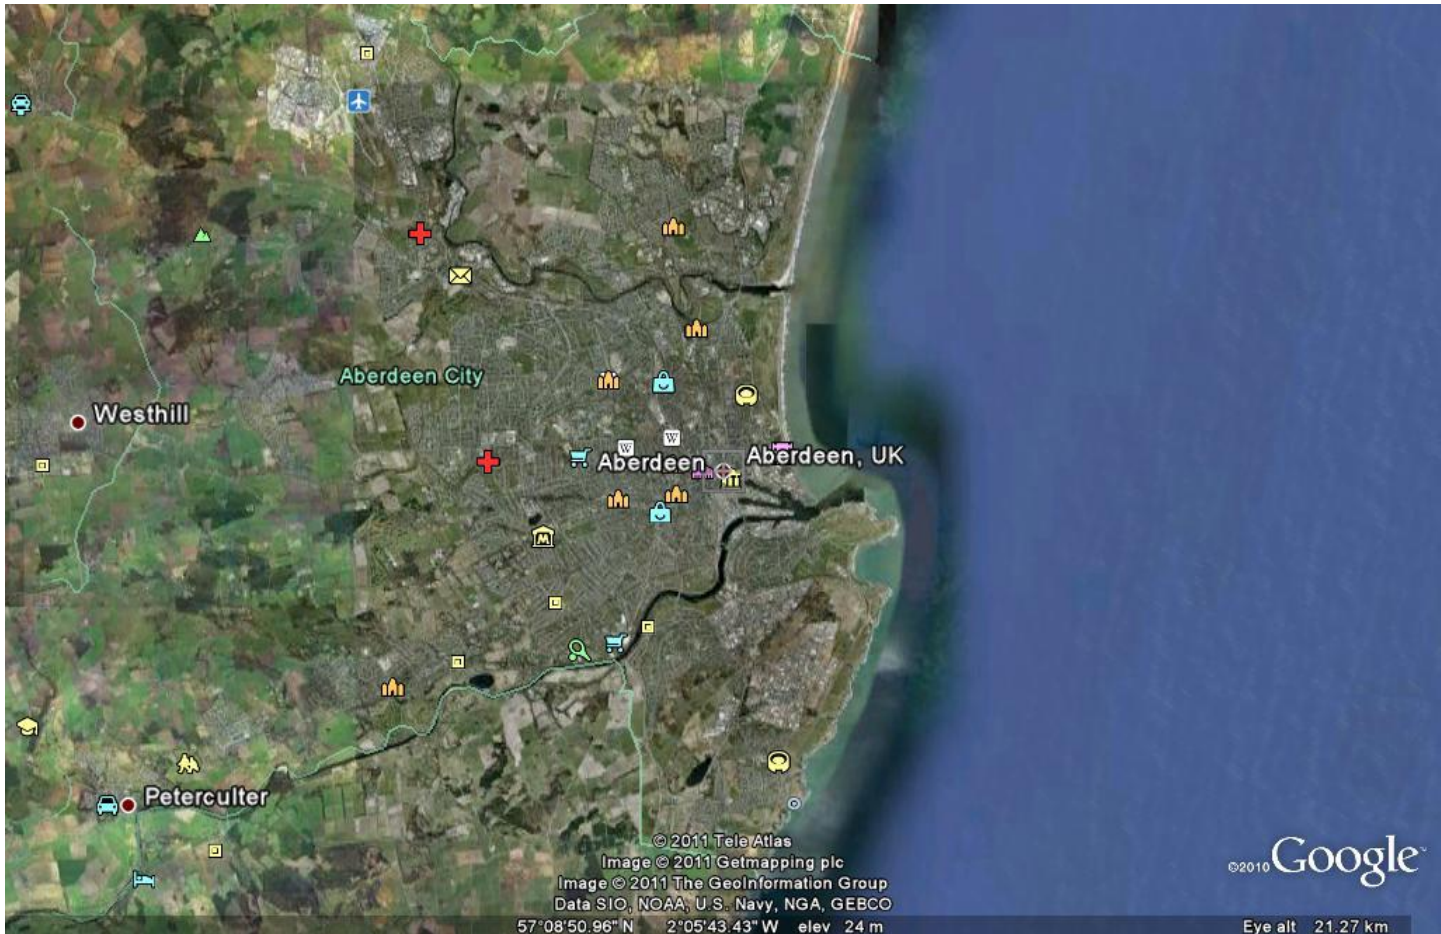 Aberdeen City
Westhill
W
W
Aberdeen
Aberdeen, UK
M
Peterculter
© 2011 Tele Atlas
Image © 2011 Getmapping plc
Image © 2011 The GeoInformation Group
Data SIO, NOAA, U.S. Navy, NGA, GEBCO
©2010 Google
57°08'50.96" N 2°05'43.43" W elev 24 m
Eye alt 21.27 km